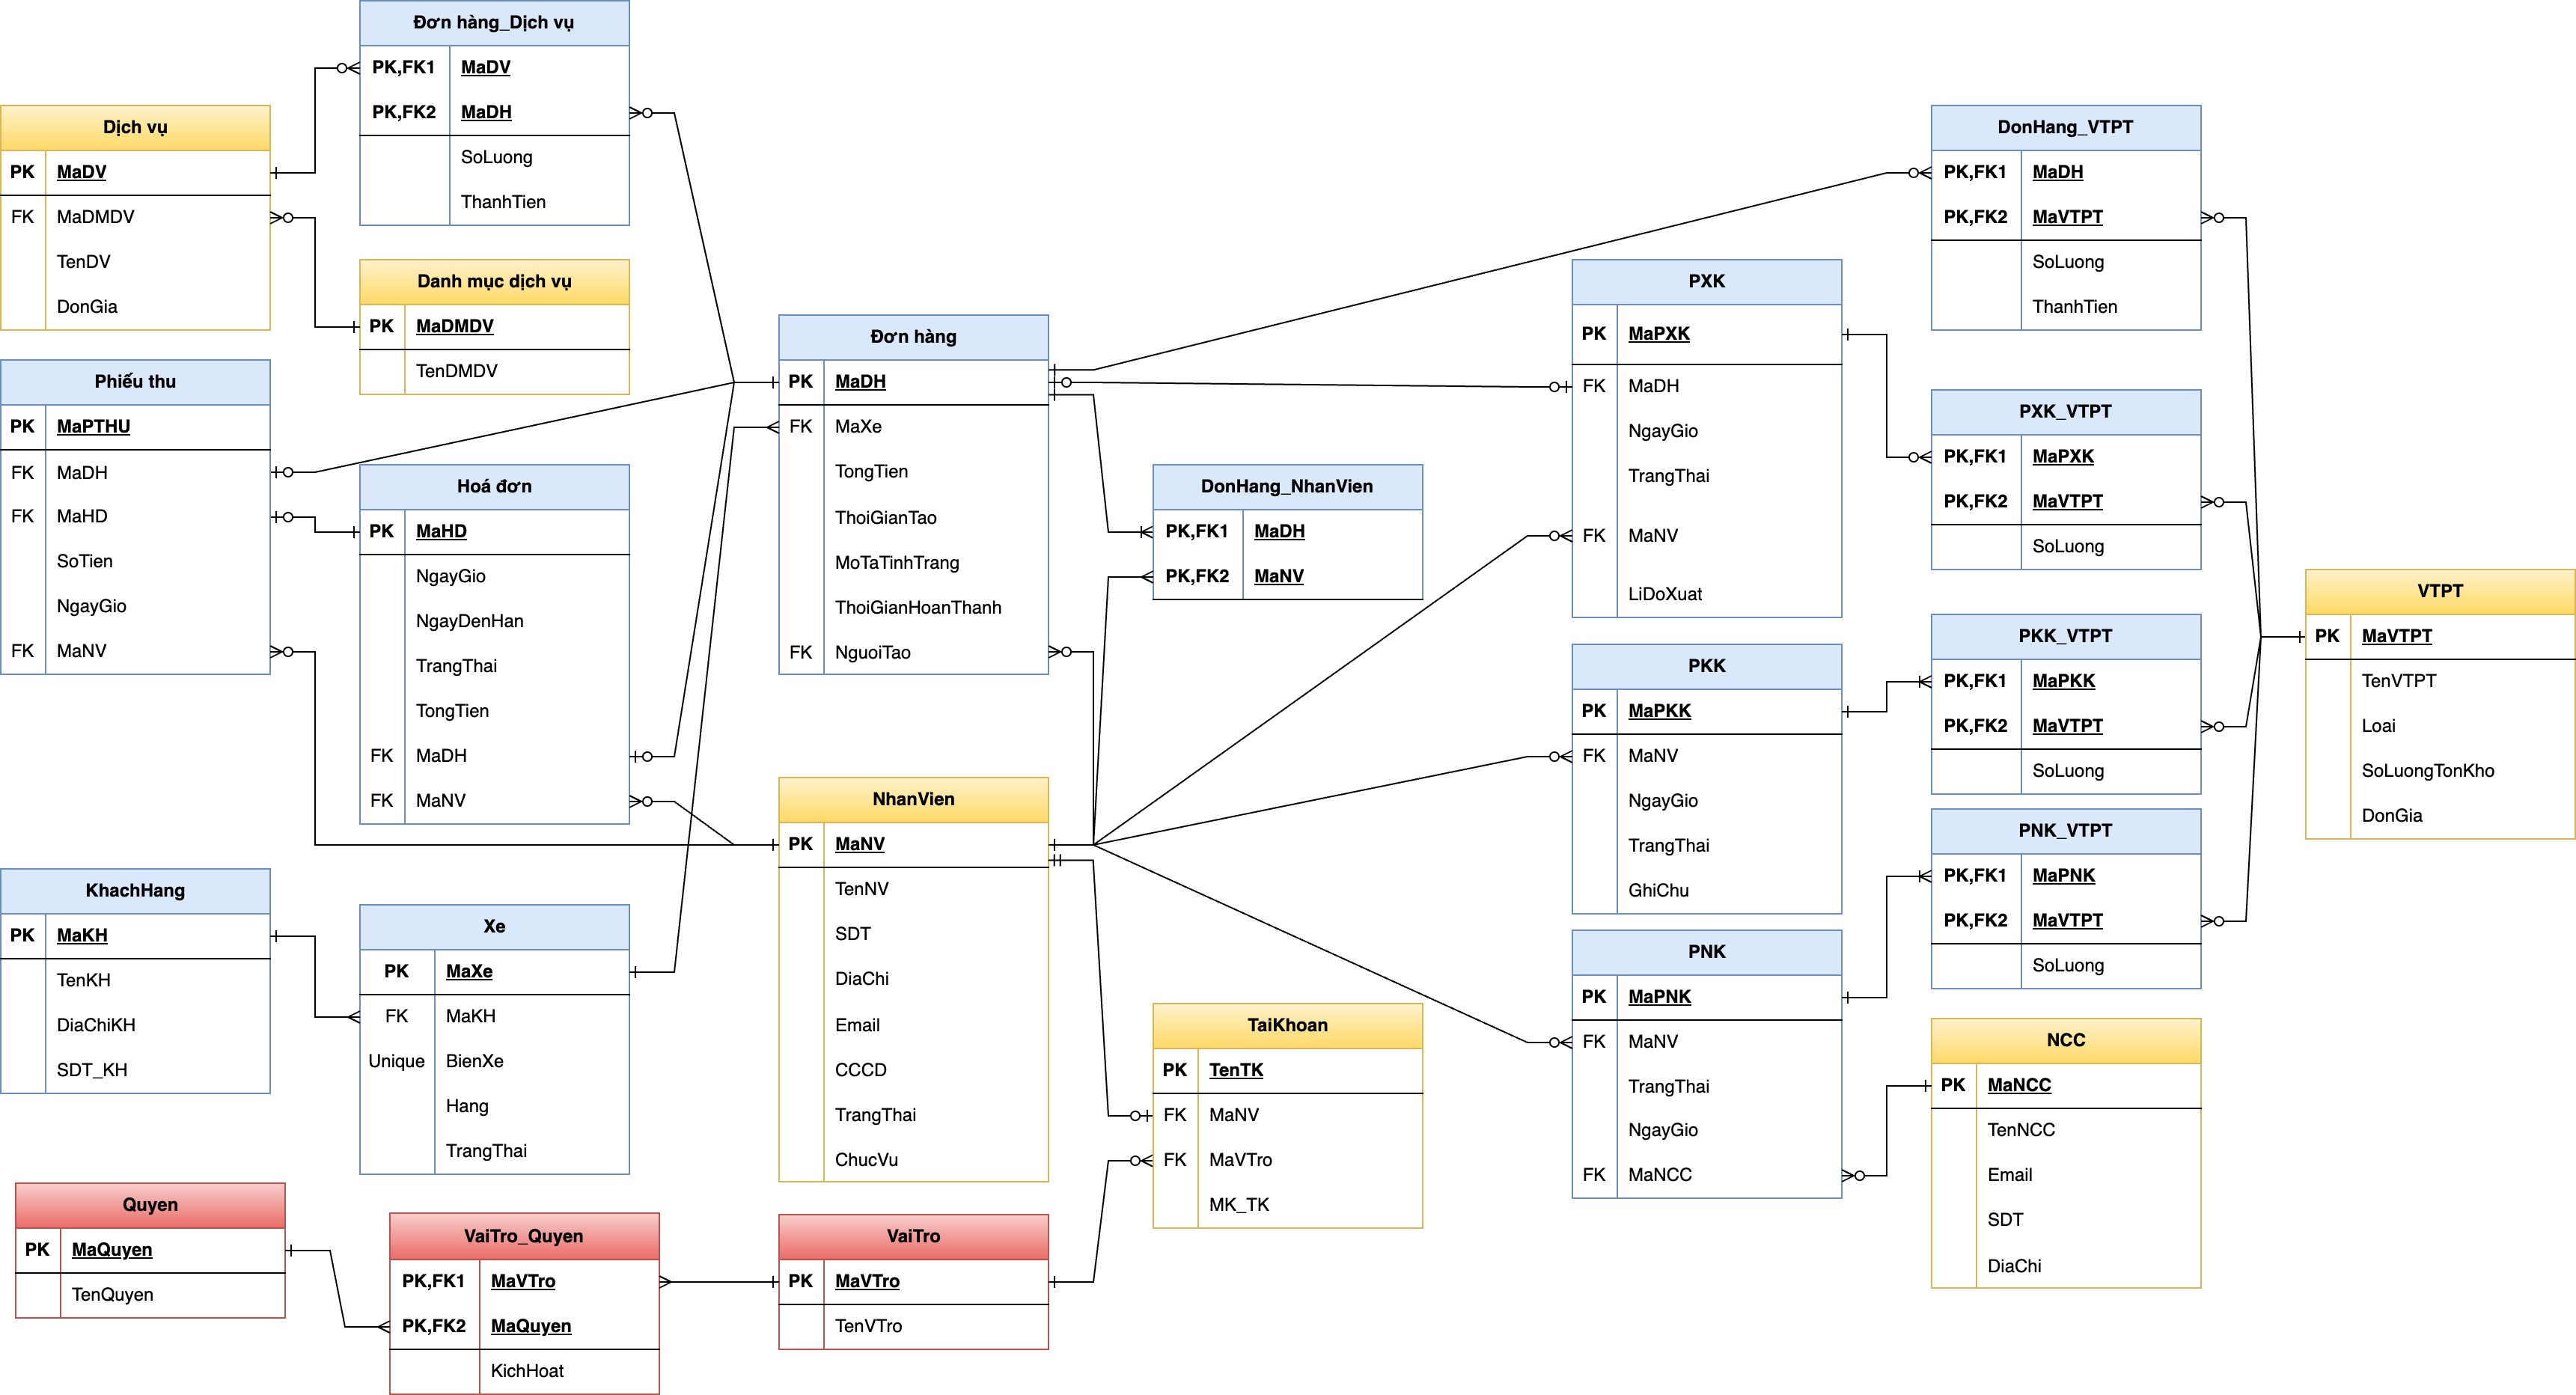 Đơn hàng_Dịch vụ
PK,FK1 MaDV
PK,FK2 MaDH
SoLuong
ThanhTien
Dịch vụ
PK MaDV
FK MaDMDV
TenDV
DonGia
Danh mục dịch vụ
PK MaDMDV
TenDMDV
Phiếu thu
PK MaPTHU
FK MaDH
FK MaHD
SoTien
NgayGio
FK MaNV
Hoá đơn
PK MaHD
NgayGio
NgayDenHan
TrangThai
TongTien
FK MaDH
FK MaNV
KhachHang
PK MaKH
TenKH
DiaChiKH
SDT_KH
Xe
PK MaXe
FK MaKH
Unique BienXe
Hang
TrangThai
Quyen
PK MaQuyen
TenQuyen
VaiTro_Quyen
PK,FK1 MaVTro
PK,FK2 MaQuyen
KichHoat
Đơn hàng
PK MaDH
FK MaXe
TongTien
ThoiGianTao
MoTaTinhTrang
ThoiGianHoanThanh
FK NguoiTao
NhanVien
PK MaNV
TenNV
SDT
DiaChi
Email
CCCD
TrangThai
ChucVu
VaiTro
PK MaVTro
TenVTro
DonHang_NhanVien
PK,FK1 MaDH
PK,FK2 MaNV
TaiKhoan
PK TenTK
FK MaNV
FK MaVTro
MK_TK
PXK
PK MaPXK
FK MaDH
NgayGio
TrangThai
FK MaNV
LiDoXuat
PKK
PK MaPKK
FK MaNV
NgayGio
TrangThai
GhiChu
PNK
PK MaPNK
FK MaNV
TrangThai
NgayGio
FK MaNCC
DonHang_VTPT
PK,FK1 MaDH
PK,FK2 MaVTPT
SoLuong
ThanhTien
PXK_VTPT
PK,FK1 MaPXK
PK,FK2 MaVTPT
SoLuong
PKK_VTPT
PK,FK1 MaPKK
PK,FK2 MaVTPT
SoLuong
PNK_VTPT
PK,FK1 MaPNK
PK,FK2 MaVTPT
SoLuong
NCC
PK MaNCC
TenNCC
Email
SDT
DiaChi
VTPT
PK MaVTPT
TenVTPT
Loai
SoLuongTonKho
DonGia